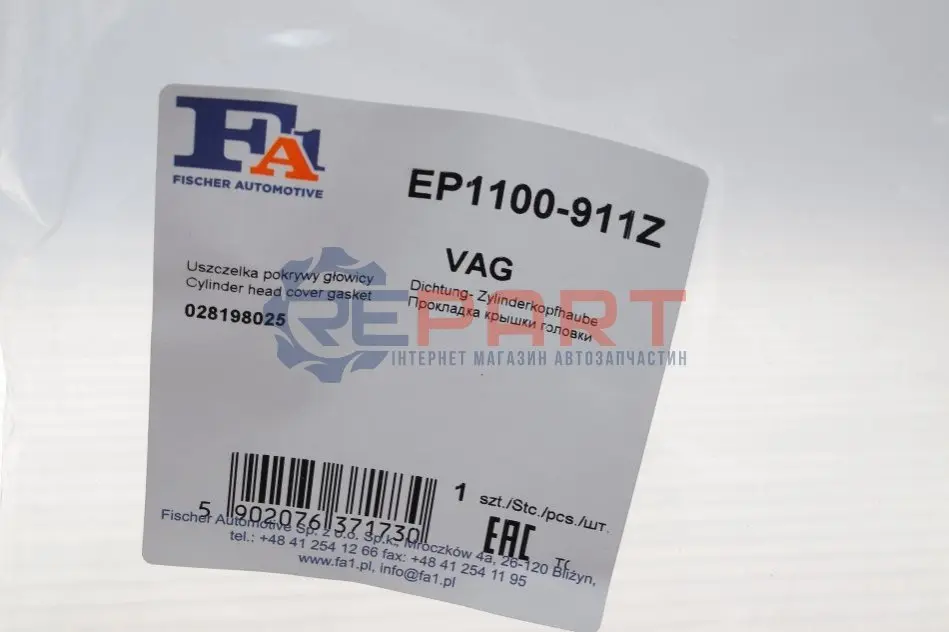 FA1
FISCHER AUTOMOTIVE
EP1100-911Z
VAG
Uszczelka pokrywy głowicy
Cylinder head cover gasket
028198025
Dichtung- Zylinderkopfhaube
Прокладка крышки головки
REPART
ІНТЕРНЕТ МАГАЗИН АВТОЗАПЧАСТИН
5 902076 371730
1 szt./Stc./pcs./шт.
EAC
Fischer Automotive Sp. z o.o. Sp.k., Mroczków 4a, 26-120 Bliżyn,
tel.: +48 41 254 12 66 fax: +48 41 254 11 95
www.fa1.pl, info@fa1.pl